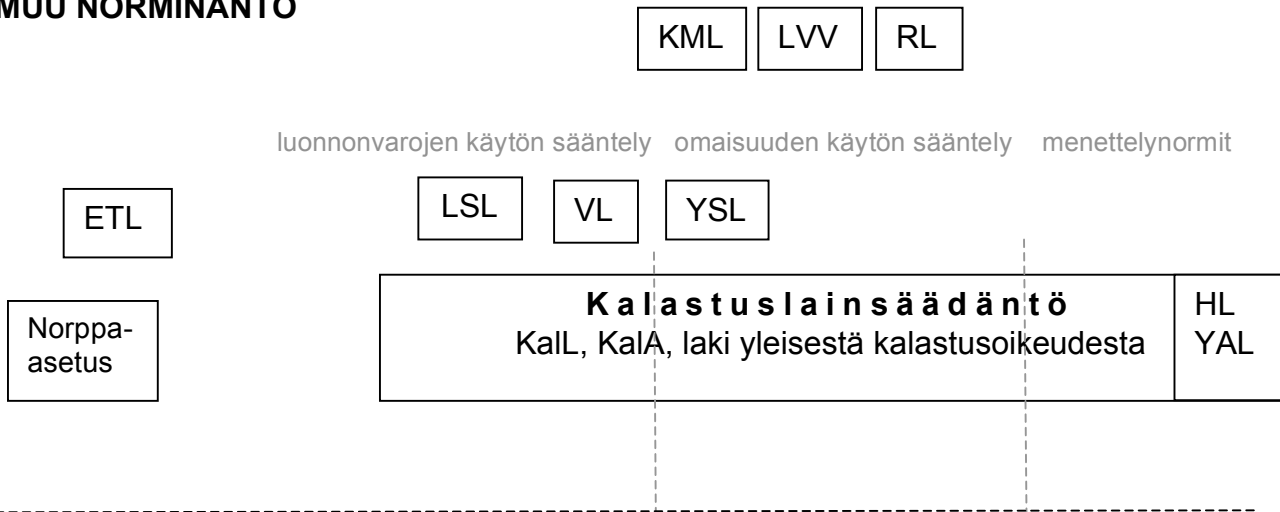 MUU NORMINANTO
KML LVV RL
luonnonvarojen käytön sääntely omaisuuden käytön sääntely menettelynormit
ETL LSL VL YSL
Kalastuslainsäädäntö
KalL, KalA, laki yleisestä kalastusoikeudesta
HL
YAL
Norppa-
asetus